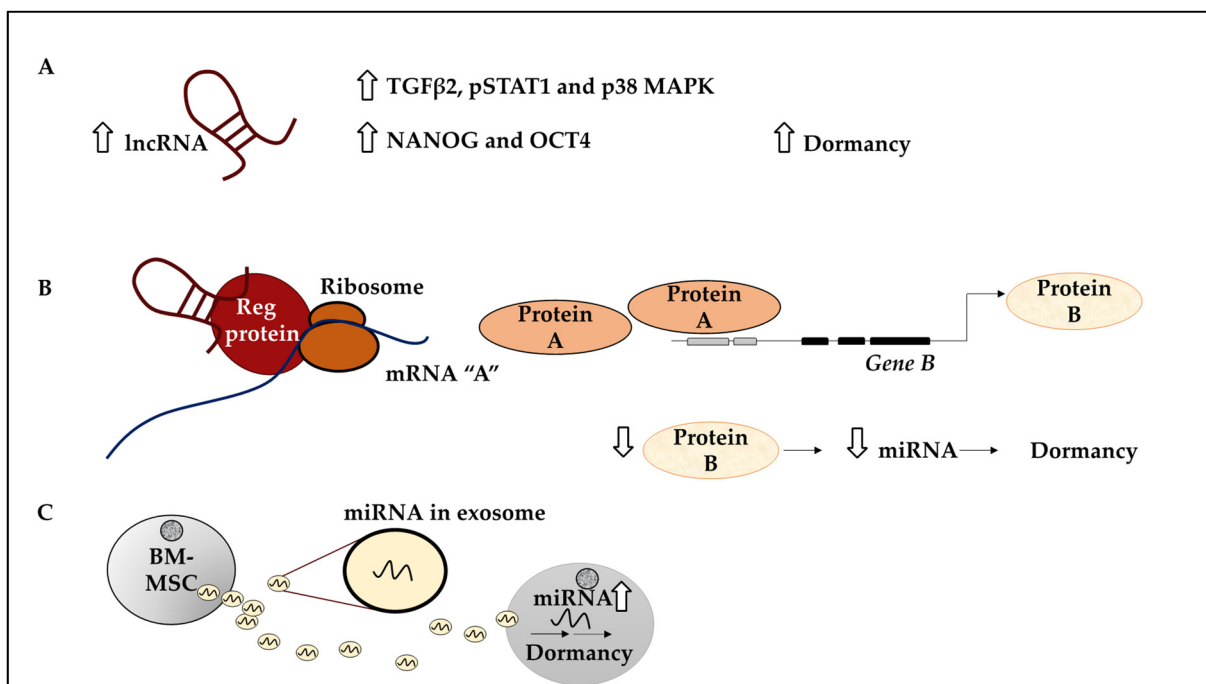 A
TGFβ2, pSTAT1 and p38 MAPK
lncRNA
NANOG and OCT4
Dormancy
B
Reg
protein
Ribosome
mRNA “A”
Protein
A
Protein
A
Gene B
Protein
B
Protein
B
miRNA
Dormancy
C
BM-
MSC
miRNA in exosome
miRNA
Dormancy